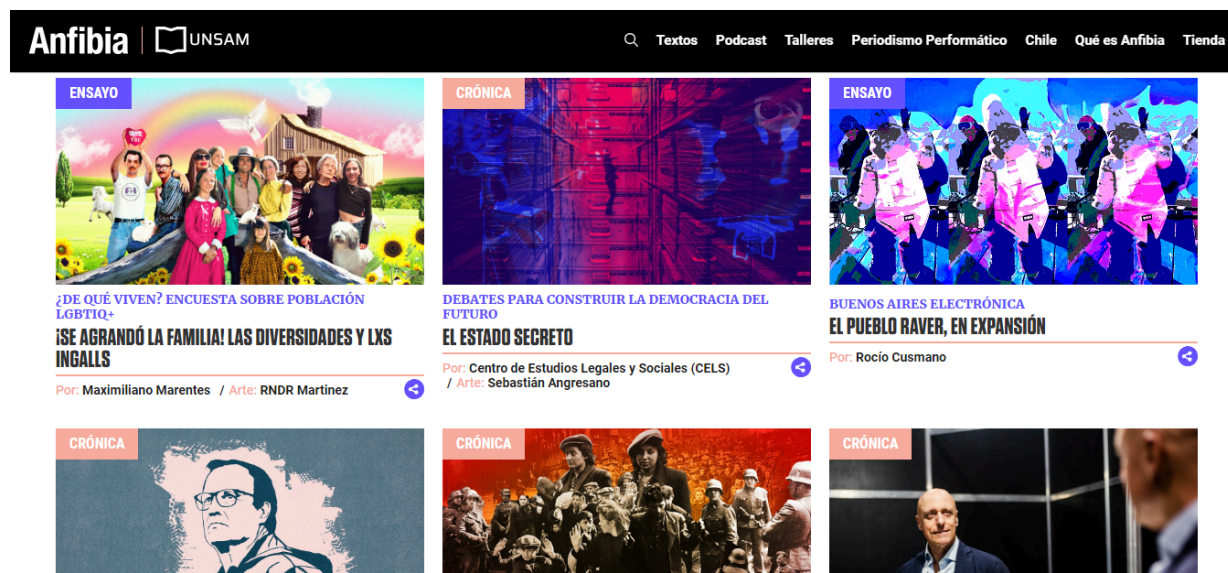 Anfibia
UNSAM
Textos
Podcast
Talleres
Periodismo Performático
Chile
Qué es Anfibia
Tienda
ENSAYO
¿DE QUÉ VIVEN? ENCUESTA SOBRE POBLACIÓN
LGBTIQ+
¡SE AGRANDÓ LA FAMILIA! LAS DIVERSIDADES Y LXS
INGALLS
Por: Maximiliano Marentes / Arte: RNDR Martinez
CRÓNICA
DEBATES PARA CONSTRUIR LA DEMOCRACIA DEL
FUTURO
EL ESTADO SECRETO
Por: Centro de Estudios Legales y Sociales (CELS)
/ Arte: Sebastián Angresano
ENSAYO
BUENOS AIRES ELECTRÓNICA
EL PUEBLO RAVER, EN EXPANSIÓN
Por: Rocío Cusmano
CRÓNICA
CRÓNICA
CRÓNICA